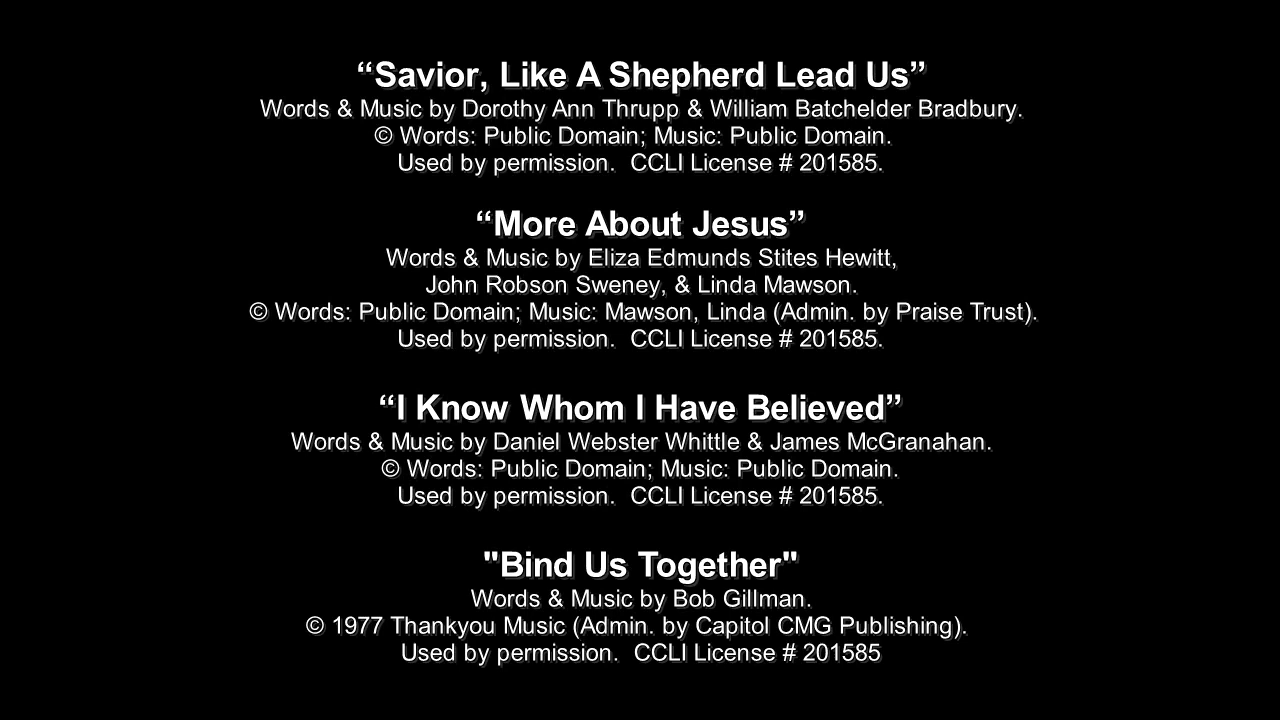 “Savior, Like A Shepherd Lead Us”
Words & Music by Dorothy Ann Thrupp & William Batchelder Bradbury.
© Words: Public Domain; Music: Public Domain.
Used by permission.  CCLI License # 201585.
“More About Jesus”
Words & Music by Eliza Edmunds Stites Hewitt,
John Robson Sweney, & Linda Mawson.
© Words: Public Domain; Music: Mawson, Linda (Admin. by Praise Trust).
Used by permission.  CCLI License # 201585.
“I Know Whom I Have Believed”
Words & Music by Daniel Webster Whittle & James McGranahan.
© Words: Public Domain; Music: Public Domain.
Used by permission.  CCLI License # 201585.
"Bind Us Together"
Words & Music by Bob Gillman.
© 1977 Thankyou Music (Admin. by Capitol CMG Publishing).
Used by permission.  CCLI License # 201585